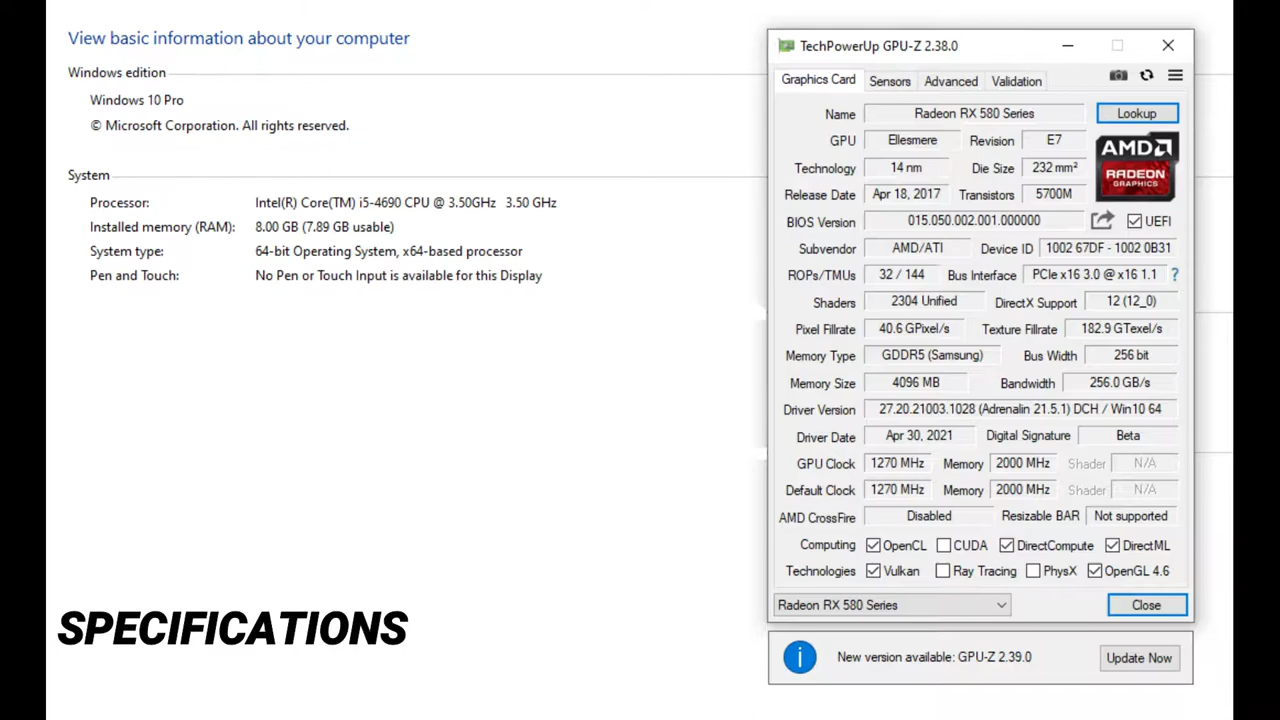 View basic information about your computer
Windows edition
Windows 10 Pro
© Microsoft Corporation. All rights reserved.
System
Processor: Intel(R) Core(TM) i5-4690 CPU @ 3.50GHz 3.50 GHz
Installed memory (RAM): 8.00 GB (7.89 GB usable)
System type: 64-bit Operating System, x64-based processor
Pen and Touch: No Pen or Touch Input is available for this Display
SPECIFICATIONS
TechPowerUp GPU-Z 2.38.0
Graphics Card Sensors Advanced Validation
Name Radeon RX 580 Series Lookup
GPU Ellesmere Revision E7
AMD
RADEON
GRAPHICS
Technology 14 nm Die Size 232 mm²
Release Date Apr 18, 2017 Transistors 5700M
BIOS Version 015.050.002.001.000000 UEFI
Subvendor AMD/ATI Device ID 1002 67DF - 1002 0B31
ROPs/TMUs 32 / 144 Bus Interface PCIe x16 3.0 @ x16 1.1 ?
Shaders 2304 Unified DirectX Support 12 (12_0)
Pixel Fillrate 40.6 GPixel/s Texture Fillrate 182.9 GTexel/s
Memory Type GDDR5 (Samsung) Bus Width 256 bit
Memory Size 4096 MB Bandwidth 256.0 GB/s
Driver Version 27.20.21003.1028 (Adrenalin 21.5.1) DCH / Win10 64
Driver Date Apr 30, 2021 Digital Signature Beta
GPU Clock 1270 MHz Memory 2000 MHz Shader N/A
Default Clock 1270 MHz Memory 2000 MHz Shader N/A
AMD CrossFire Disabled Resizable BAR Not supported
Computing OpenCL CUDA DirectCompute DirectML
Technologies Vulkan Ray Tracing PhysX OpenGL 4.6
Radeon RX 580 Series Close
New version available: GPU-Z 2.39.0 Update Now